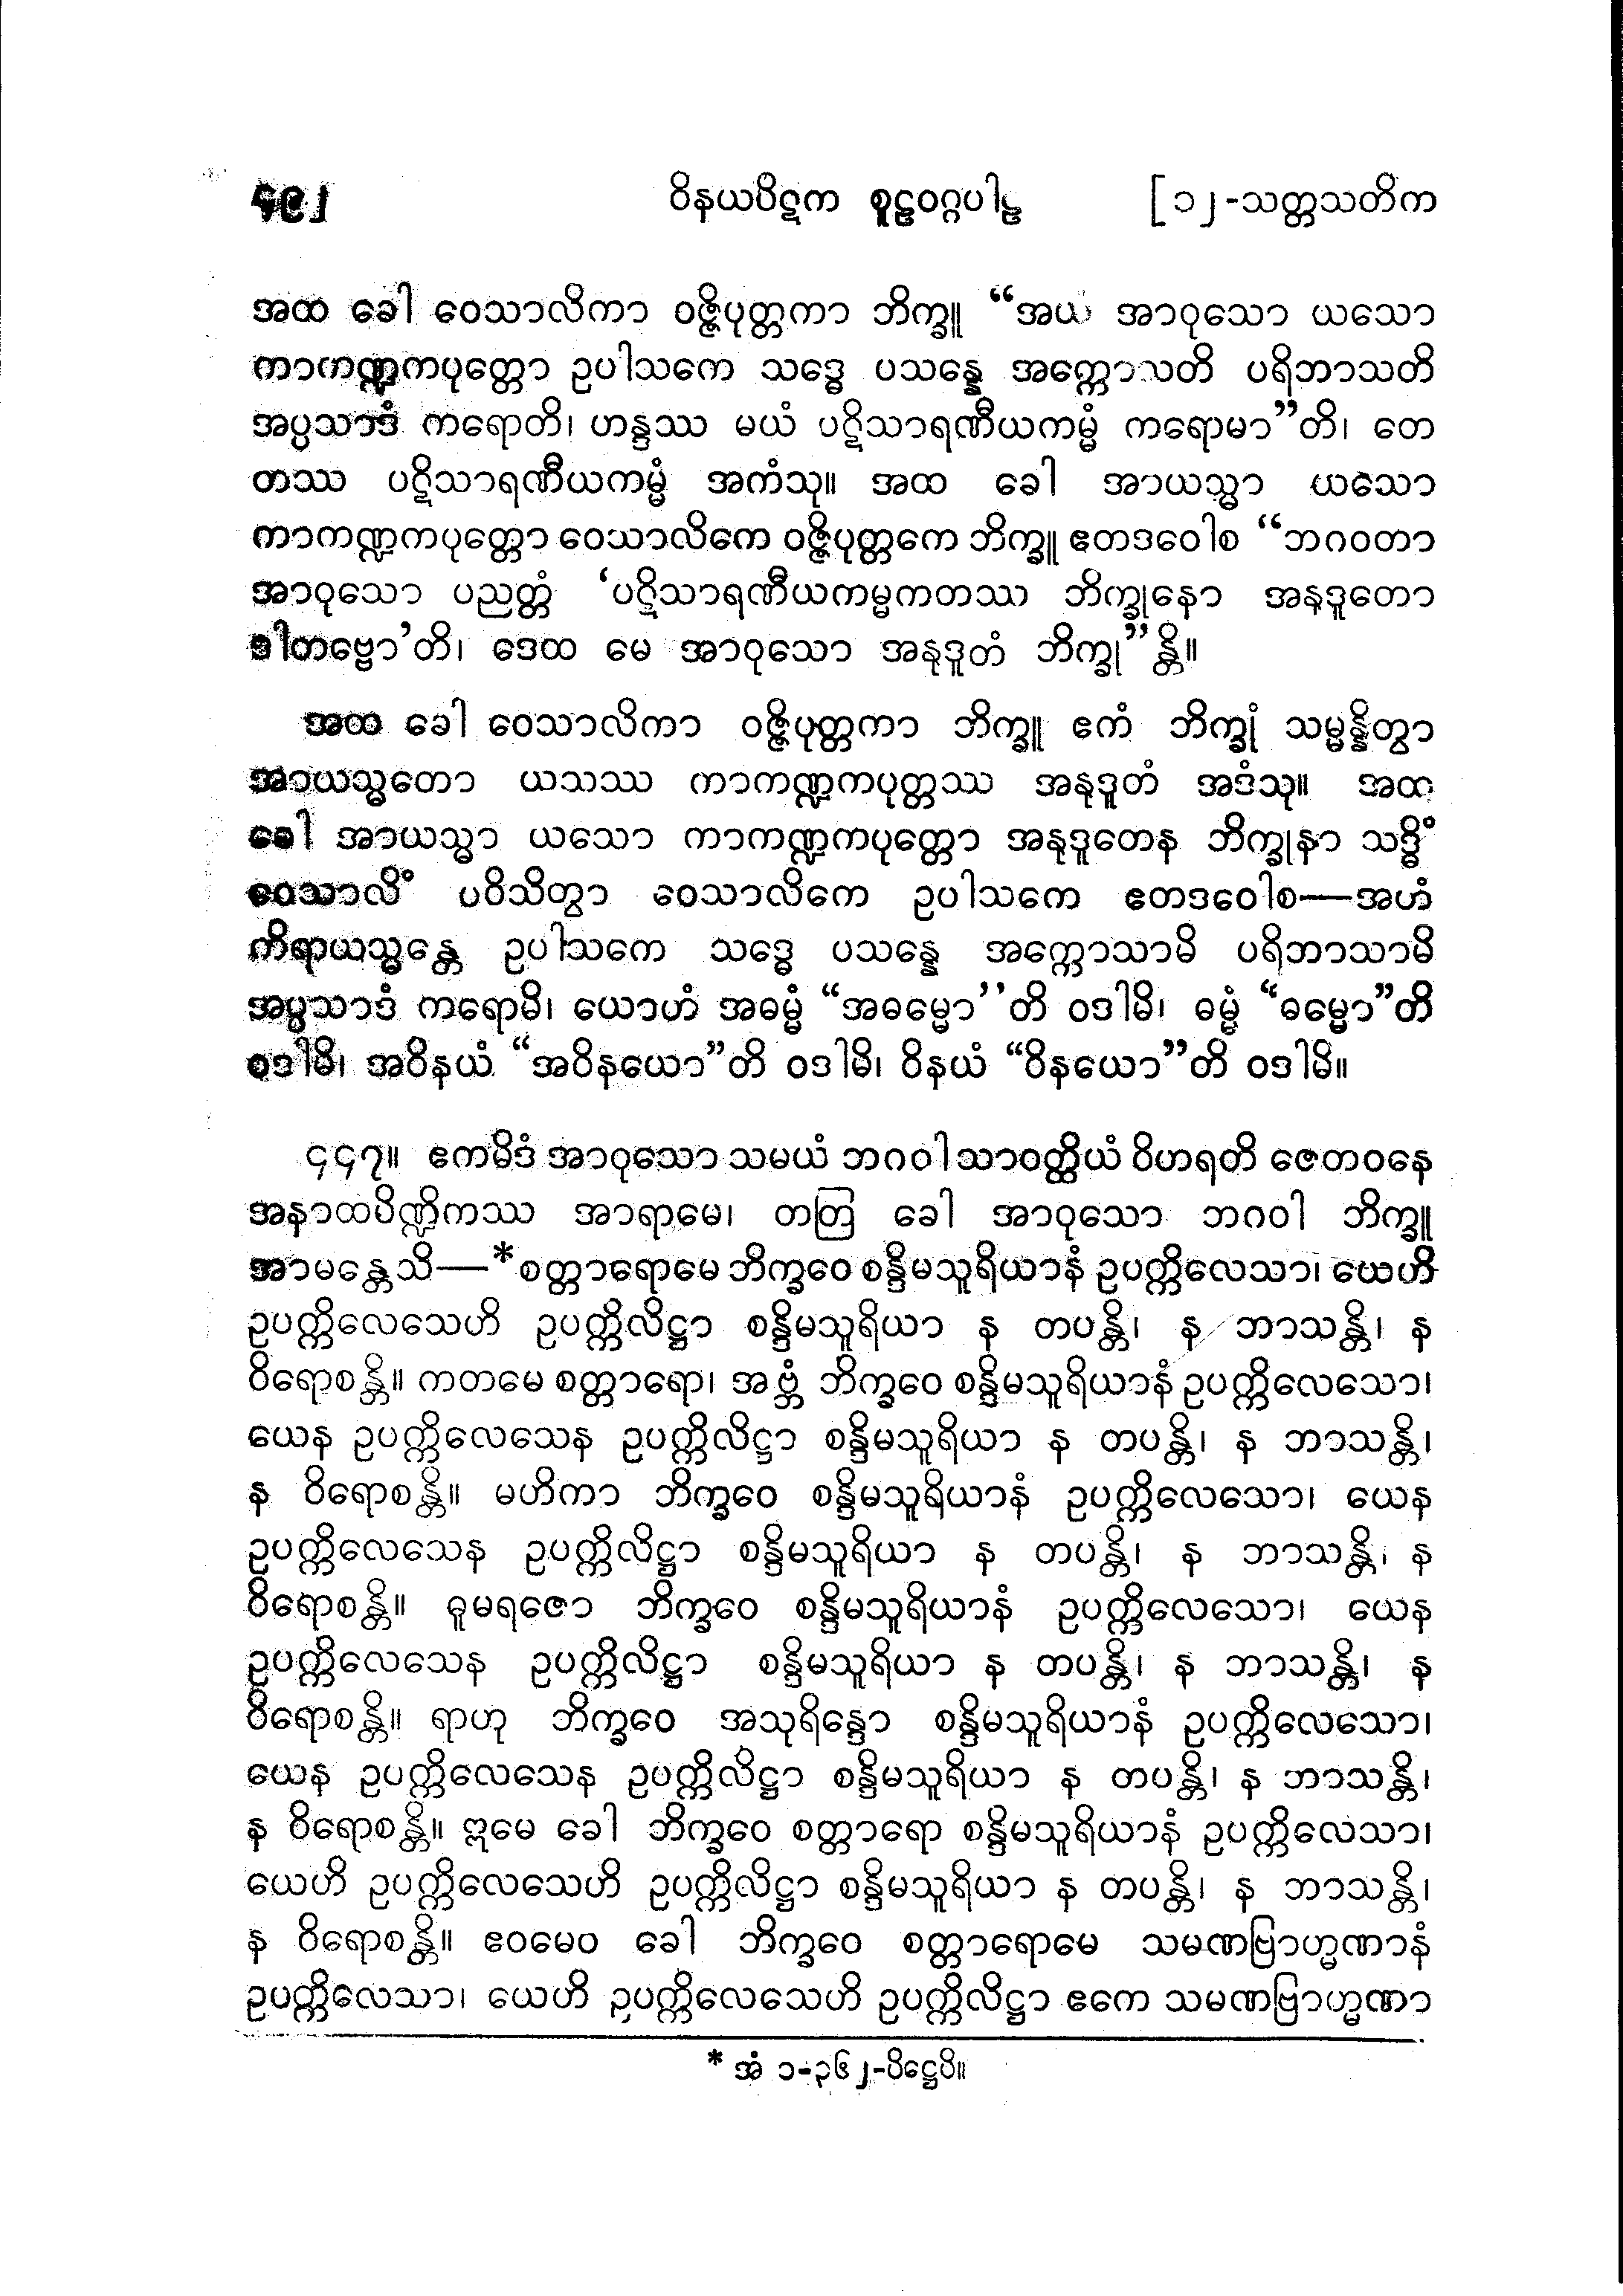 ၄၉၂ ဝိနယပိဋက စူဠဝဂ္ဂပါဠိ [ ၁၂-သတ္တသတိက
အထ ခေါ ဝေသာလိကာ ဝဇ္ဇိပုတ္တကာ ဘိက္ခူ “အယံ အာဝုသော ယသော
ကာကဏ္ဍကပုတ္တော ဥပါသကေ သဒ္ဓေ ပသန္နေ အက္ကောသတိ ပရိဘာသတိ
အပ္ပသာဒံ ကရောတိ၊ ဟန္ဒဿ မယံ ပဋိသာရဏီယကမ္မံ ကရောမာ”တိ၊ တေ
တဿ ပဋိသာရဏီယကမ္မံ အကံသု။ အထ ခေါ အာယသ္မာ ယသော
ကာကဏ္ဍကပုတ္တော ဝေသာလိကေ ဝဇ္ဇိပုတ္တကေ ဘိက္ခူ ဧတဒဝေါစ “ဘဂဝတာ
အာဝုသော ပညတ္တံ ‘ပဋိသာရဏီယကမ္မကတဿ ဘိက္ခုနော အနုဒူတော
ဒါတဗ္ဗော’တိ၊ ဒေထ မေ အာဝုသော အနုဒူတံ ဘိက္ခု”န္တိ။
အထ ခေါ ဝေသာလိကာ ဝဇ္ဇိပုတ္တကာ ဘိက္ခူ ဧကံ ဘိက္ခုံ သမ္မန္နိတွာ
အာယသ္မတော ယသဿ ကာကဏ္ဍကပုတ္တဿ အနုဒူတံ အဒံသု။ အထ
ခေါ အာယသ္မာ ယသော ကာကဏ္ဍကပုတ္တော အနုဒူတေန ဘိက္ခုနာ သဒ္ဓိံ
ဝေသာလိံ ပဝိသိတွာ ဝေသာလိကေ ဥပါသကေ ဧတဒဝေါစ—အဟံ
ကိရာယသ္မန္တေ ဥပါသကေ သဒ္ဓေ ပသန္နေ အက္ကောသာမိ ပရိဘာသာမိ
အပ္ပသာဒံ ကရောမိ၊ ယောဟံ အဓမ္မံ “အဓမ္မော’’တိ ဝဒါမိ၊ ဓမ္မံ “ဓမ္မော”တိ
ဝဒါမိ၊ အဝိနယံ “အဝိနယော”တိ ဝဒါမိ၊ ဝိနယံ “ဝိနယော”တိ ဝဒါမိ။
၄၄၇။ ဧကမိဒံ အာဝုသော သမယံ ဘဂဝါ သာဝတ္ထိယံ ဝိဟရတိ ဇေတဝနေ
အနာထပိဏ္ဍိကဿ အာရာမေ၊ တတြ ခေါ အာဝုသော ဘဂဝါ ဘိက္ခူ
အာမန္တေသိ—*စတ္တာရောမေ ဘိက္ခဝေ စန္ဒိမသူရိယာနံ ဥပက္ကိလေသာ၊ ယေဟိ
ဥပက္ကိလေသေဟိ ဥပက္ကိလိဋ္ဌာ စန္ဒိမသူရိယာ န တပန္တိ၊ န ဘာသန္တိ၊ န
ဝိရောစန္တိ။ ကတမေ စတ္တာရော၊ အဗ္ဘံ ဘိက္ခဝေ စန္ဒိမသူရိယာနံ ဥပက္ကိလေသော၊
ယေန ဥပက္ကိလေသေန ဥပက္ကိလိဋ္ဌာ စန္ဒိမသူရိယာ န တပန္တိ၊ န ဘာသန္တိ၊
န ဝိရောစန္တိ။ မဟိကာ ဘိက္ခဝေ စန္ဒိမသူရိယာနံ ဥပက္ကိလေသော၊ ယေန
ဥပက္ကိလေသေန ဥပက္ကိလိဋ္ဌာ စန္ဒိမသူရိယာ န တပန္တိ၊ န ဘာသန္တိ၊ န
ဝိရောစန္တိ။ ဓူမရဇော ဘိက္ခဝေ စန္ဒိမသူရိယာနံ ဥပက္ကိလေသော၊ ယေန
ဥပက္ကိလေသေန ဥပက္ကိလိဋ္ဌာ စန္ဒိမသူရိယာ န တပန္တိ၊ န ဘာသန္တိ၊ န
ဝိရောစန္တိ။ ရာဟု ဘိက္ခဝေ အသုရိန္ဒော စန္ဒိမသူရိယာနံ ဥပက္ကိလေသော၊
ယေန ဥပက္ကိလေသေန ဥပက္ကိလိဋ္ဌာ စန္ဒိမသူရိယာ န တပန္တိ၊ န ဘာသန္တိ၊
န ဝိရောစန္တိ။ ဣမေ ခေါ ဘိက္ခဝေ စတ္တာရော စန္ဒိမသူရိယာနံ ဥပက္ကိလေသာ၊
ယေဟိ ဥပက္ကိလေသေဟိ ဥပက္ကိလိဋ္ဌာ စန္ဒိမသူရိယာ န တပန္တိ၊ န ဘာသန္တိ၊
န ဝိရောစန္တိ။ ဧဝမေဝ ခေါ ဘိက္ခဝေ စတ္တာရောမေ သမဏဗြာဟ္မဏာနံ
ဥပက္ကိလေသာ၊ ယေဟိ ဥပက္ကိလေသေဟိ ဥပက္ကိလိဋ္ဌာ ဧကေ သမဏဗြာဟ္မဏာ
* အံ ၁-၃၆၂-ပိဋ္ဌေပိ။